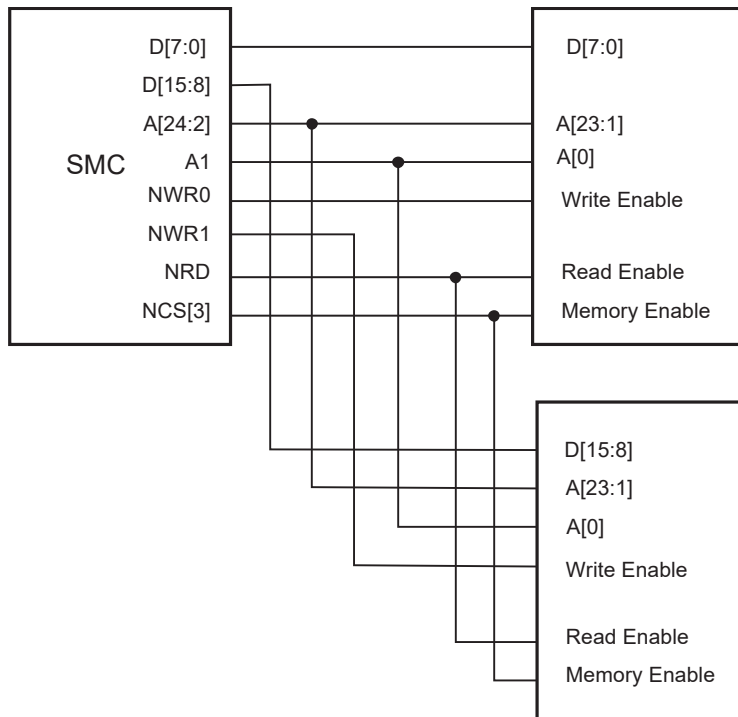 D[7:0] D[7:0]
D[15:8]
A[24:2] A[23:1]
SMC A1 A[0]
NWR0 Write Enable
NWR1
NRD Read Enable
NCS[3] Memory Enable
D[15:8]
A[23:1]
A[0]
Write Enable
Read Enable
Memory Enable